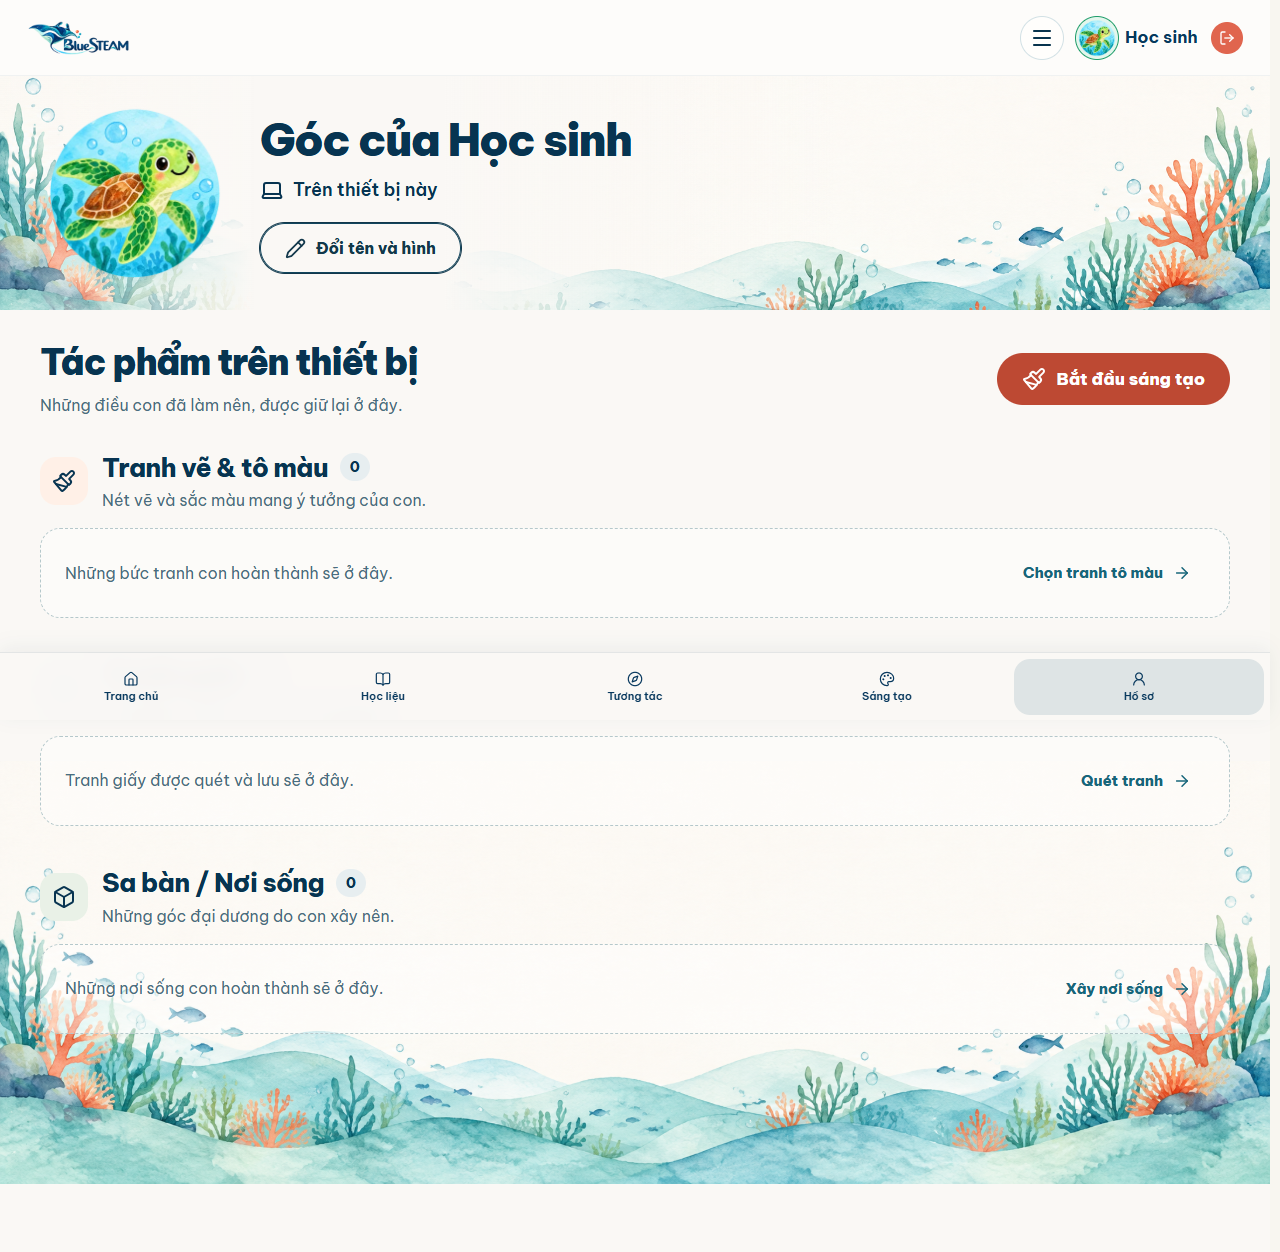 BlueSTEAM
Học sinh
Góc của Học sinh
Trên thiết bị này
Đổi tên và hình
Tác phẩm trên thiết bị
Những điều con đã làm nên, được giữ lại ở đây.
Bắt đầu sáng tạo
Tranh vẽ & tô màu 0
Nét vẽ và sắc màu mang ý tưởng của con.
Những bức tranh con hoàn thành sẽ ở đây.
Chọn tranh tô màu
Trang chủ
Học liệu
Tương tác
Sáng tạo
Hồ sơ
Tranh giấy được quét và lưu sẽ ở đây.
Quét tranh
Sa bàn / Nơi sống 0
Những góc đại dương do con xây nên.
Những nơi sống con hoàn thành sẽ ở đây.
Xây nơi sống